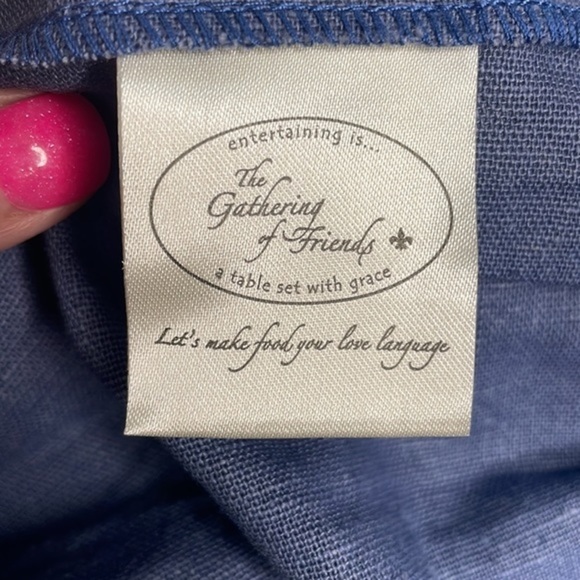 entertaining is...
The
Gathering
of Friends
a table set with grace
Let's make food your love language